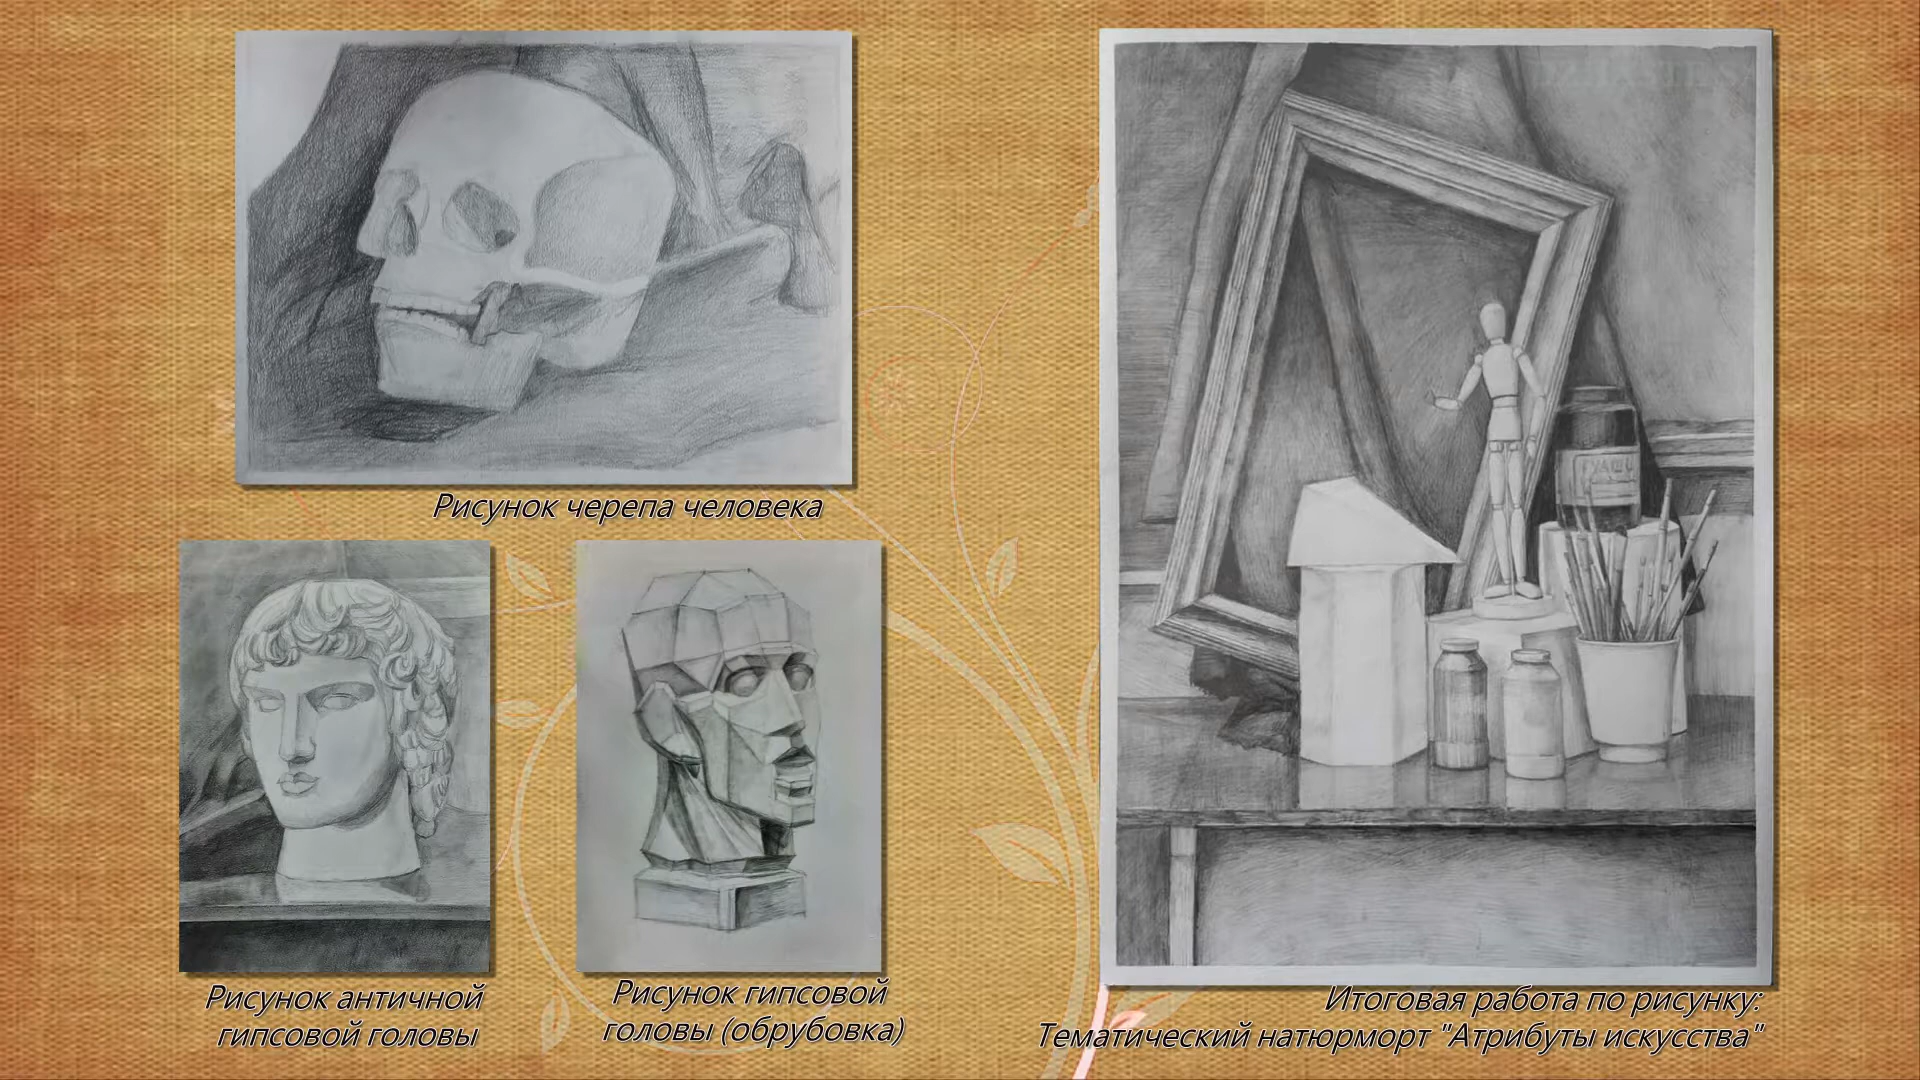 Рисунок черепа человека
Рисунок античной
гипсовой головы
Рисунок гипсовой
головы (обрубовка)
ГУАШЬ
Итоговая работа по рисунку:
Тематический натюрморт "Атрибуты искусства"